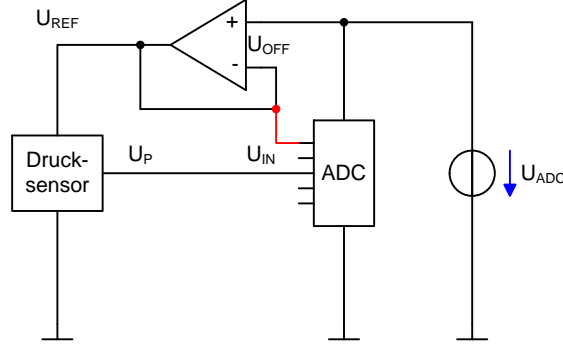 U_REF
+
U_OFF
-
Druck-
sensor
U_P
U_IN
ADC
U_ADC